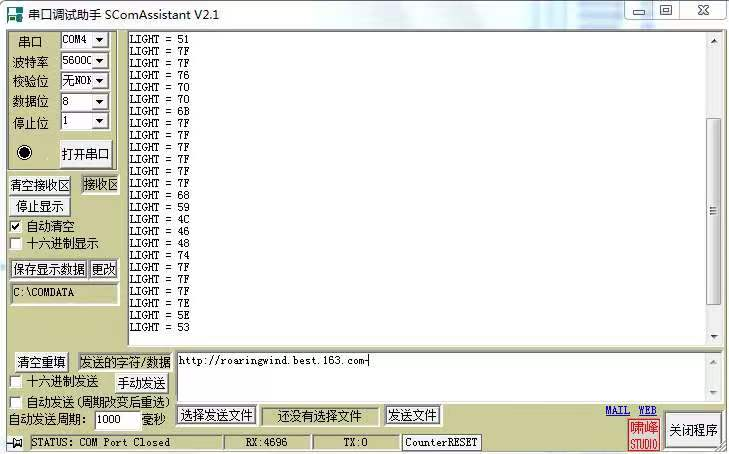 串口调试助手 SComAssistant V2.1
串口 COM4
波特率 5600C
校验位 无NON
数据位 8
停止位 1
打开串口
清空接收区 接收区
停止显示
自动清空
十六进制显示
保存显示数据 更改
C:\COMDATA
LIGHT = 51
LIGHT = 7F
LIGHT = 7F
LIGHT = 76
LIGHT = 70
LIGHT = 70
LIGHT = 6B
LIGHT = 7F
LIGHT = 7F
LIGHT = 7F
LIGHT = 7F
LIGHT = 7F
LIGHT = 7F
LIGHT = 68
LIGHT = 59
LIGHT = 4C
LIGHT = 46
LIGHT = 48
LIGHT = 74
LIGHT = 7F
LIGHT = 7F
LIGHT = 7F
LIGHT = 7E
LIGHT = 5E
LIGHT = 53
清空重填 发送的字符/数据
http://roaringwind.best.163.com
十六进制发送 手动发送
自动发送(周期改变后重选)
自动发送周期: 1000 毫秒
选择发送文件 还没有选择文件 发送文件
MAIL WEB
啸峰
STUDIO
关闭程序
STATUS: COM Port Closed RX:4696 TX:0 CounterRESET